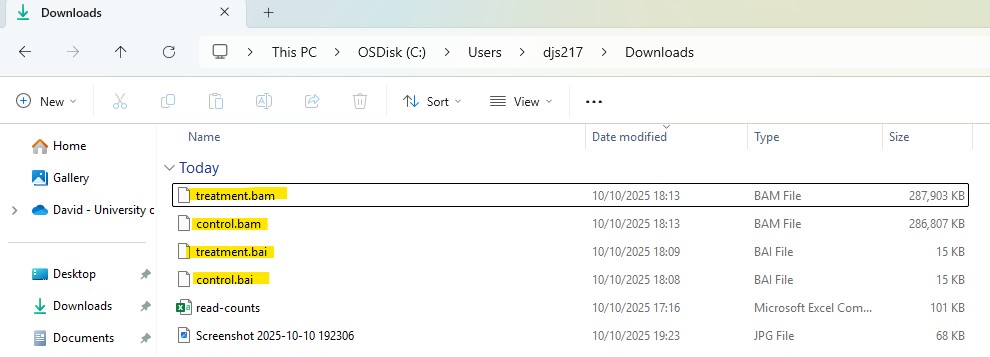 Downloads
This PC > OSDisk (C:) > Users > djs217 > Downloads
New Sort View ...
Name Date modified Type Size
Home
Gallery
David - University c
Desktop
Downloads
Documents
Today
treatment.bam 10/10/2025 18:13 BAM File 287,903 KB
control.bam 10/10/2025 18:13 BAM File 286,807 KB
treatment.bai 10/10/2025 18:09 BAI File 15 KB
control.bai 10/10/2025 18:08 BAI File 15 KB
read-counts 10/10/2025 17:16 Microsoft Excel Com... 101 KB
Screenshot 2025-10-10 192306 10/10/2025 19:23 JPG File 68 KB